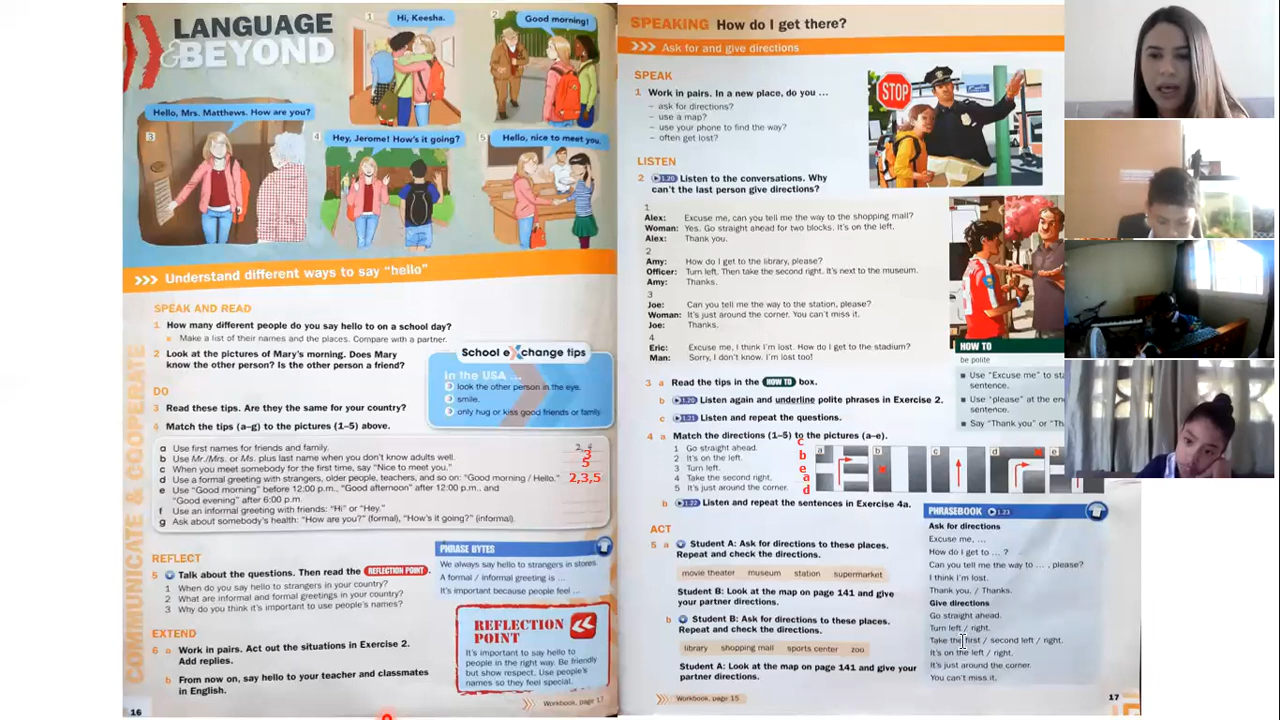 LANGUAGE
& BEYOND
1 Hi, Keesha.
2 Good morning!
Hello, Mrs. Matthews. How are you?
3
4 Hey, Jerome! How's it going?
5 Hello, nice to meet you.
>>> Understand different ways to say "hello"
COMMUNICATE & COOPERATE
SPEAK AND READ
1 How many different people do you say hello to on a school day?
Make a list of their names and the places. Compare with a partner.
2 Look at the pictures of Mary's morning. Does Mary
know the other person? Is the other person a friend?
School eXchange tips
In the USA ...
look the other person in the eye.
smile.
only hug or kiss good friends or family.
DO
3 Read these tips. Are they the same for your country?
4 Match the tips (a-g) to the pictures (1-5) above.
a Use first names for friends and family. 2, 4
b Use Mr./Mrs. or Ms. plus last name when you don't know adults well. 3
c When you meet somebody for the first time, say "Nice to meet you." 5
d Use a formal greeting with strangers, older people, teachers, and so on: "Good morning / Hello." 2,3,5
e Use "Good morning" before 12:00 p.m., "Good afternoon" after 12:00 p.m., and
"Good evening" after 6:00 p.m.
f Use an informal greeting with friends: "Hi" or "Hey."
g Ask about somebody's health: "How are you?" (formal), "How's it going?" (informal).
REFLECT
5 Talk about the questions. Then read the REFLECTION POINT.
1 When do you say hello to strangers in your country?
2 What are informal and formal greetings in your country?
3 Why do you think it's important to use people's names?
PHRASE BYTES
We always say hello to strangers in stores.
A formal / informal greeting is ...
It's important because people feel ...
EXTEND
6 a Work in pairs. Act out the situations in Exercise 2.
Add replies.
b From now on, say hello to your teacher and classmates
in English.
REFLECTION
POINT
It's important to say hello to
people in the right way. Be friendly
but show respect. Use people's
names so they feel special.
Workbook, page 17
16
SPEAKING How do I get there?
>>> Ask for and give directions
SPEAK
1 Work in pairs. In a new place, do you ...
– ask for directions?
– use a map?
– use your phone to find the way?
– often get lost?
STOP
LISTEN
2 1.20 Listen to the conversations. Why
can't the last person give directions?
1
Alex: Excuse me, can you tell me the way to the shopping mall?
Woman: Yes. Go straight ahead for two blocks. It's on the left.
Alex: Thank you.
2
Amy: How do I get to the library, please?
Officer: Turn left. Then take the second right. It's next to the museum.
Amy: Thanks.
3
Joe: Can you tell me the way to the station, please?
Woman: It's just around the corner. You can't miss it.
Joe: Thanks.
4
Eric: Excuse me, I think I'm lost. How do I get to the stadium?
Man: Sorry, I don't know. I'm lost too!
HOW TO
be polite
Use "Excuse me" to
sentence.
Use "please" at the
sentence.
Say "Thank you" or
3 a Read the tips in the HOW TO box.
b 1.20 Listen again and underline polite phrases in Exercise 2.
c 1.21 Listen and repeat the questions.
4 a Match the directions (1-5) to the pictures (a-e).
1 Go straight ahead. c
2 It's on the left. b
3 Turn left. e
4 Take the second right. a
5 It's just around the corner. d
a b c d e
b 1.22 Listen and repeat the sentences in Exercise 4a.
ACT
5 a Student A: Ask for directions to these places.
Repeat and check the directions.
movie theater museum station supermarket
Student B: Look at the map on page 141 and give
your partner directions.
b Student B: Ask for directions to these places.
Repeat and check the directions.
library shopping mall sports center zoo
Student A: Look at the map on page 141 and give your
partner directions.
PHRASEBOOK 1.23
Ask for directions
Excuse me, ...
How do I get to ... ?
Can you tell me the way to ... , please?
I think I'm lost.
Thank you. / Thanks.
Give directions
Go straight ahead.
Turn left / right.
Take the first / second left / right.
It's on the left / right.
It's just around the corner.
You can't miss it.
Workbook, page 15
17